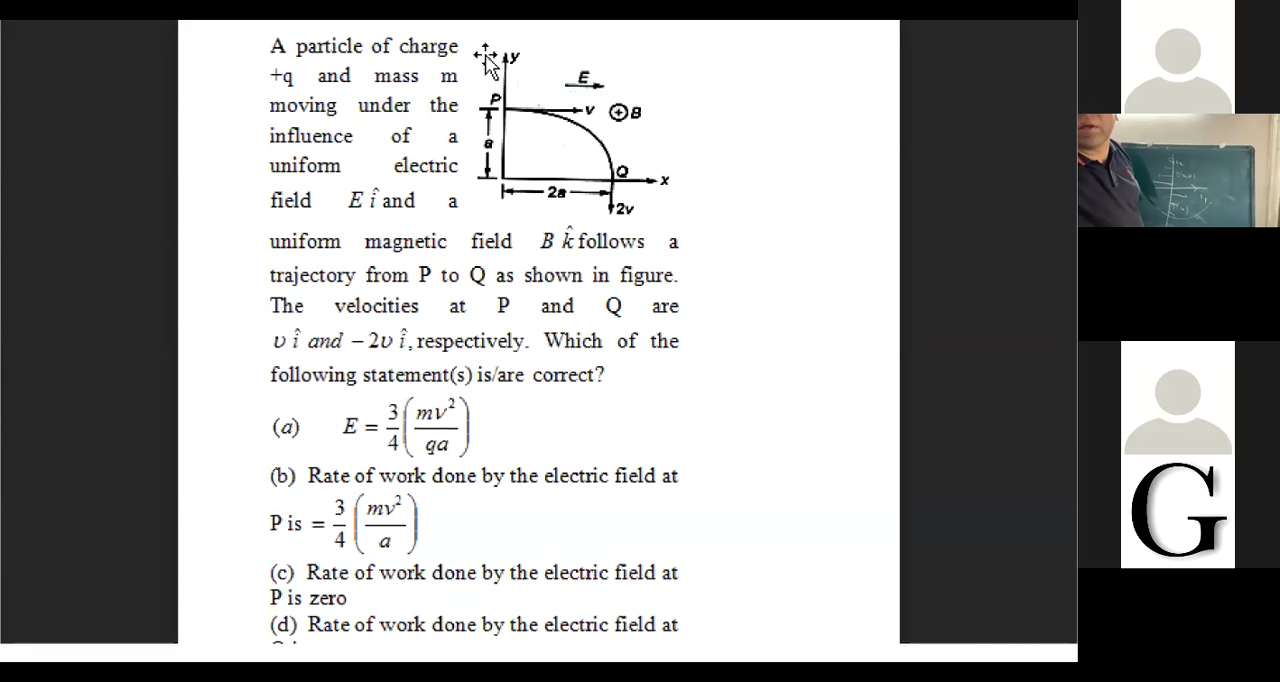 A particle of charge
+q and mass m
moving under the
influence of a
uniform electric
field E î and a
uniform magnetic field B k̂ follows a
trajectory from P to Q as shown in figure.
The velocities at P and Q are
υ î and − 2υ î, respectively. Which of the
following statement(s) is/are correct?
(a) E = 3/4 (mv²/qa)
(b) Rate of work done by the electric field at
P is = 3/4 (mv²/a)
(c) Rate of work done by the electric field at
P is zero
(d) Rate of work done by the electric field at
y
E
P
v
⊕B
a
Q
x
2a
2v
G